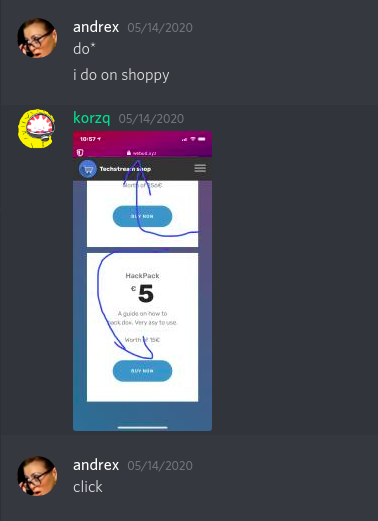 andrex 05/14/2020
do*
i do on shoppy
korzq 05/14/2020
10:57
Techstream shop
Worth of 256€
BUY NOW
HackPack
€ 5
A guide on how to
hack,dox. Very asy to use.
Worth of 15€
BUY NOW
andrex 05/14/2020
click